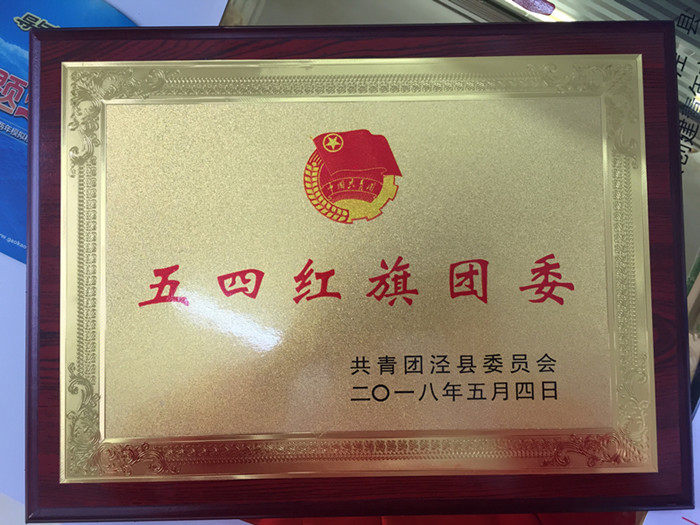 中国共青团
五四红旗团委
共青团泾县委员会
二〇一八年五月四日